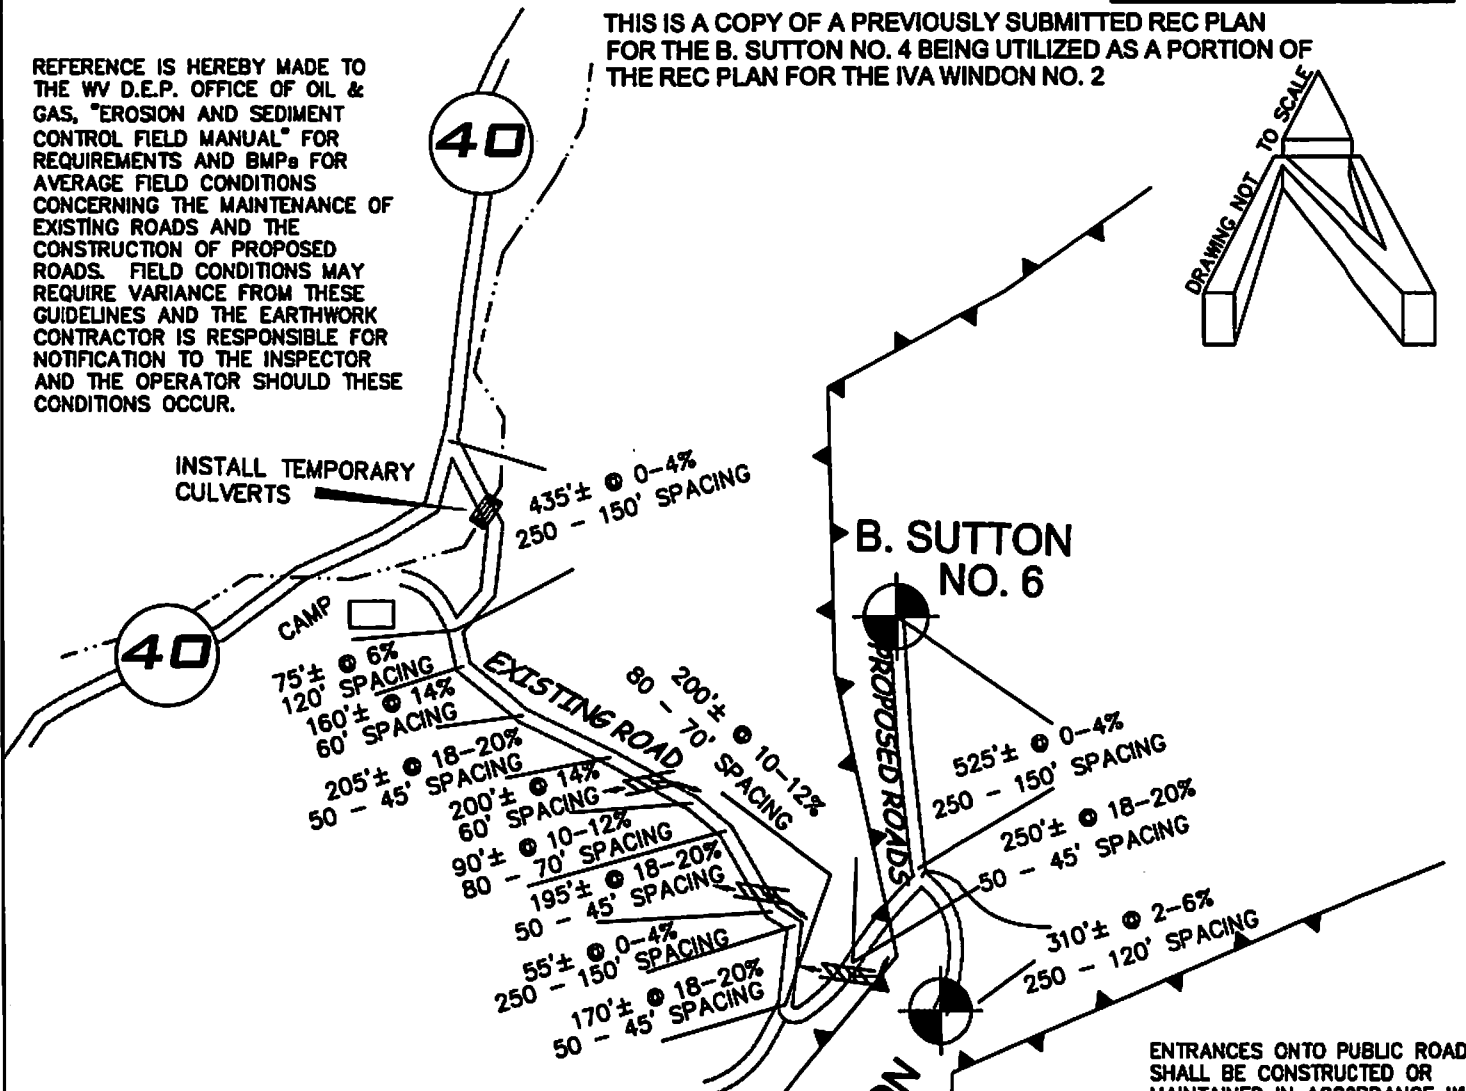 THIS IS A COPY OF A PREVIOUSLY SUBMITTED REC PLAN
FOR THE B. SUTTON NO. 4 BEING UTILIZED AS A PORTION OF
THE REC PLAN FOR THE IVA WINDON NO. 2
REFERENCE IS HEREBY MADE TO
THE WV D.E.P. OFFICE OF OIL &
GAS, "EROSION AND SEDIMENT
CONTROL FIELD MANUAL" FOR
REQUIREMENTS AND BMPs FOR
AVERAGE FIELD CONDITIONS
CONCERNING THE MAINTENANCE OF
EXISTING ROADS AND THE
CONSTRUCTION OF PROPOSED
ROADS. FIELD CONDITIONS MAY
REQUIRE VARIANCE FROM THESE
GUIDELINES AND THE EARTHWORK
CONTRACTOR IS RESPONSIBLE FOR
NOTIFICATION TO THE INSPECTOR
AND THE OPERATOR SHOULD THESE
CONDITIONS OCCUR.
40
DRAWING NOT TO SCALE
INSTALL TEMPORARY
CULVERTS
435'± @ 0-4%
250 - 150' SPACING
B. SUTTON
NO. 6
CAMP
40
75'± @ 6%
120' SPACING
160'± @ 14%
60' SPACING
205'± @ 18-20%
50 - 45' SPACING
200'± @ 14%
60' SPACING
90'± @ 10-12%
80 - 70' SPACING
195'± @ 18-20%
50 - 45' SPACING
55'± @ 0-4%
250 - 150' SPACING
170'± @ 18-20%
50 - 45' SPACING
EXISTING ROAD
200'± @ 10-12%
80 - 70' SPACING
PROPOSED ROADS
525'± @ 0-4%
250 - 150' SPACING
250'± @ 18-20%
50 - 45' SPACING
310'± @ 2-6%
250 - 120' SPACING
NO
ENTRANCES ONTO PUBLIC ROAD
SHALL BE CONSTRUCTED OR
MAINTAINED IN ACCORDANCE